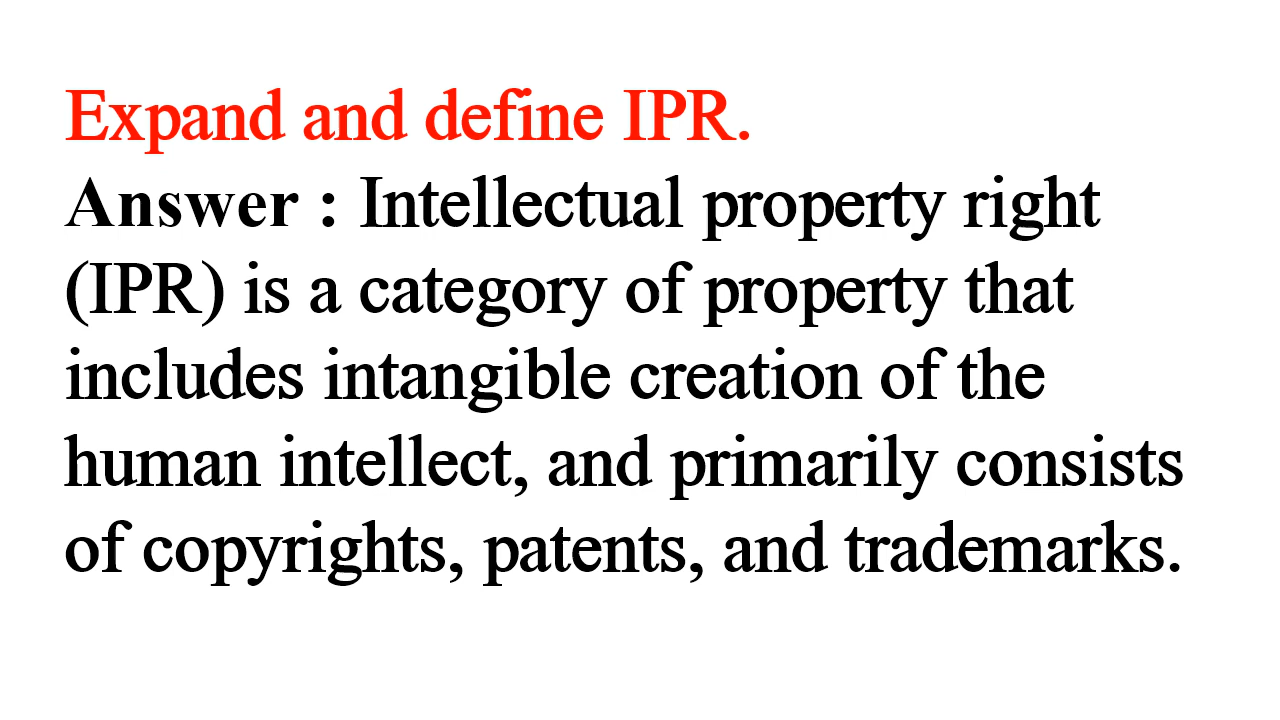 Expand and define IPR.
Answer : Intellectual property right
(IPR) is a category of property that
includes intangible creation of the
human intellect, and primarily consists
of copyrights, patents, and trademarks.